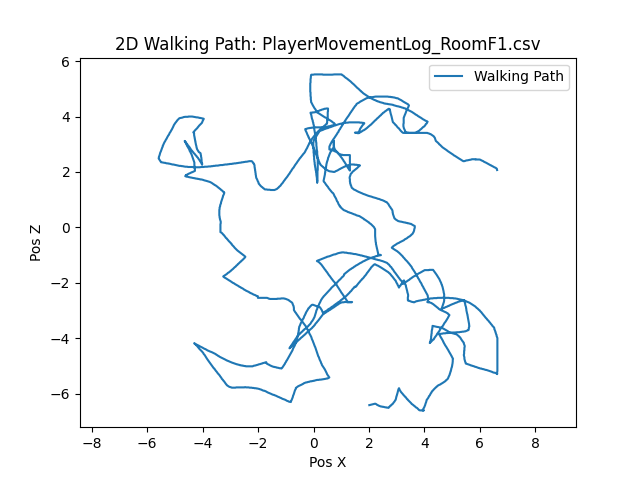 2D Walking Path: PlayerMovementLog_RoomF1.csv
Walking Path
Pos Z
6
4
2
0
−2
−4
−6
−8 −6 −4 −2 0 2 4 6 8
Pos X